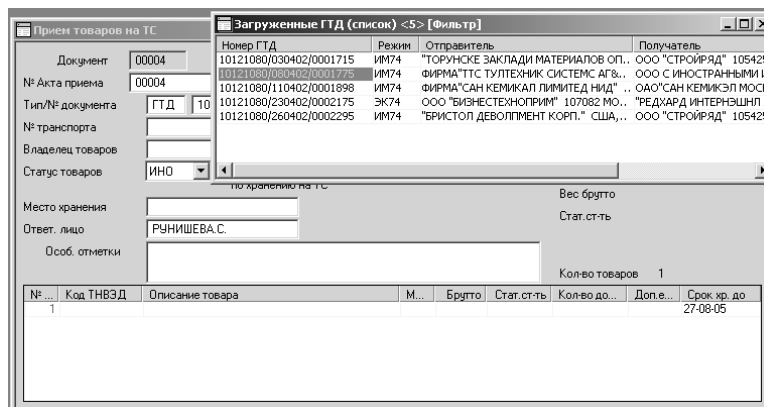 Прием товаров на ТС
Загруженные ГТД (список) <5> [Фильтр]
Номер ГТД Режим Отправитель Получатель
10121080/030402/0001715 ИМ74 "ТОРУНСКЕ ЗАКЛАДИ МАТЕРИАЛОВ ОП... ООО "СТРОЙРЯД" 10542
10121080/080402/0001775 ИМ74 ФИРМА"ТТС ТУЛТЕХНИК СИСТЕМС АГ&... ООО С ИНОСТРАННЫМИ
10121080/110402/0001898 ИМ74 ФИРМА"САН КЕМИКАЛ ЛИМИТЕД НИД" ... ОАО"САН КЕМИКЭЛ МОС
10121080/230402/0002175 ЭК74 ООО "БИЗНЕСТЕХНОПРИМ" 107082 МО... "РЕДХАРД ИНТЕРНЭШНЛ
10121080/260402/0002295 ИМ74 "БРИСТОЛ ДЕВОЛПМЕНТ КОРП." США,... ООО "СТРОЙРЯД" 10542
Документ 00004
№ Акта приема 00004
Тип/№ документа ГТД 10
№ транспорта
Владелец товаров
Статус товаров ИНО
по хранению на ТС
Вес брутто
Место хранения
Стат.ст-ть
Ответ. лицо РУНИШЕВА.С.
Особ. отметки
Кол-во товаров 1
№ ... Код ТНВЭД Описание товара М... Брутто Стат.ст-ть Кол-во до... Доп.е... Срок хр. до
1 27-08-05